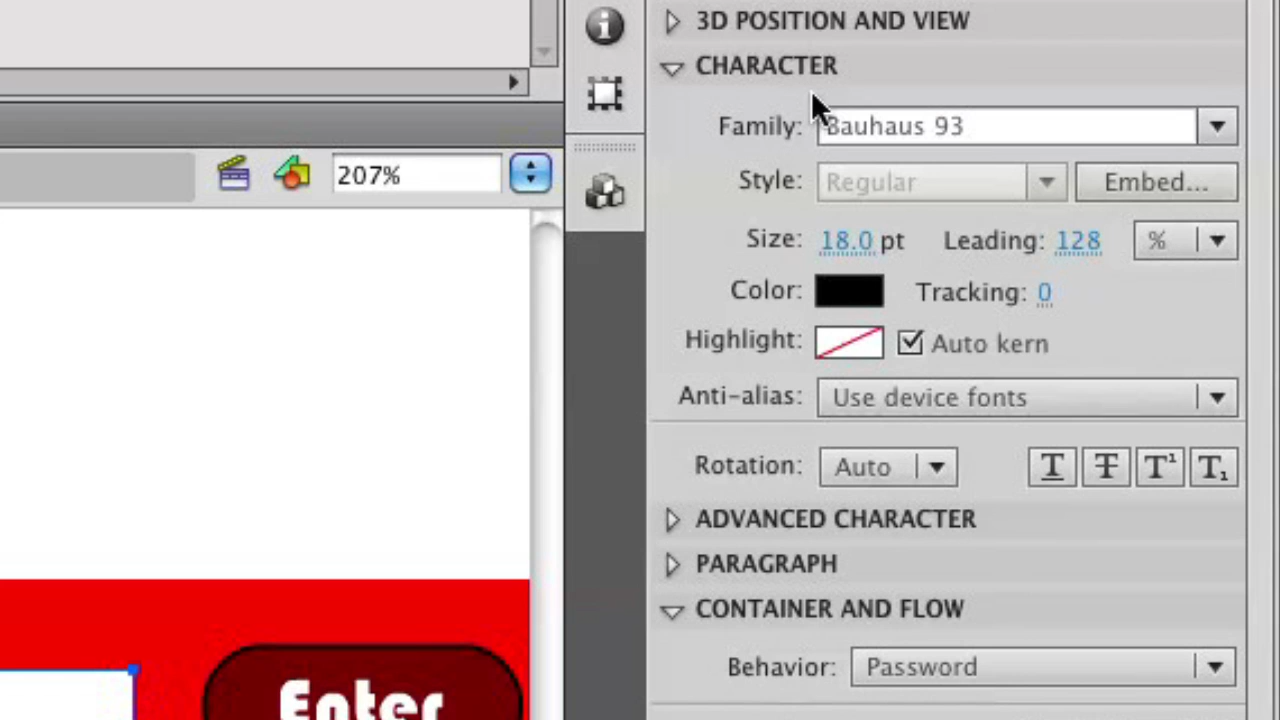 3D POSITION AND VIEW
CHARACTER
Family: Bauhaus 93
207%
Style: Regular Embed...
Size: 18.0 pt Leading: 128 %
Color: Tracking: 0
Highlight: Auto kern
Anti-alias: Use device fonts
Rotation: Auto T T T¹ T₁
ADVANCED CHARACTER
PARAGRAPH
CONTAINER AND FLOW
Behavior: Password
Enter